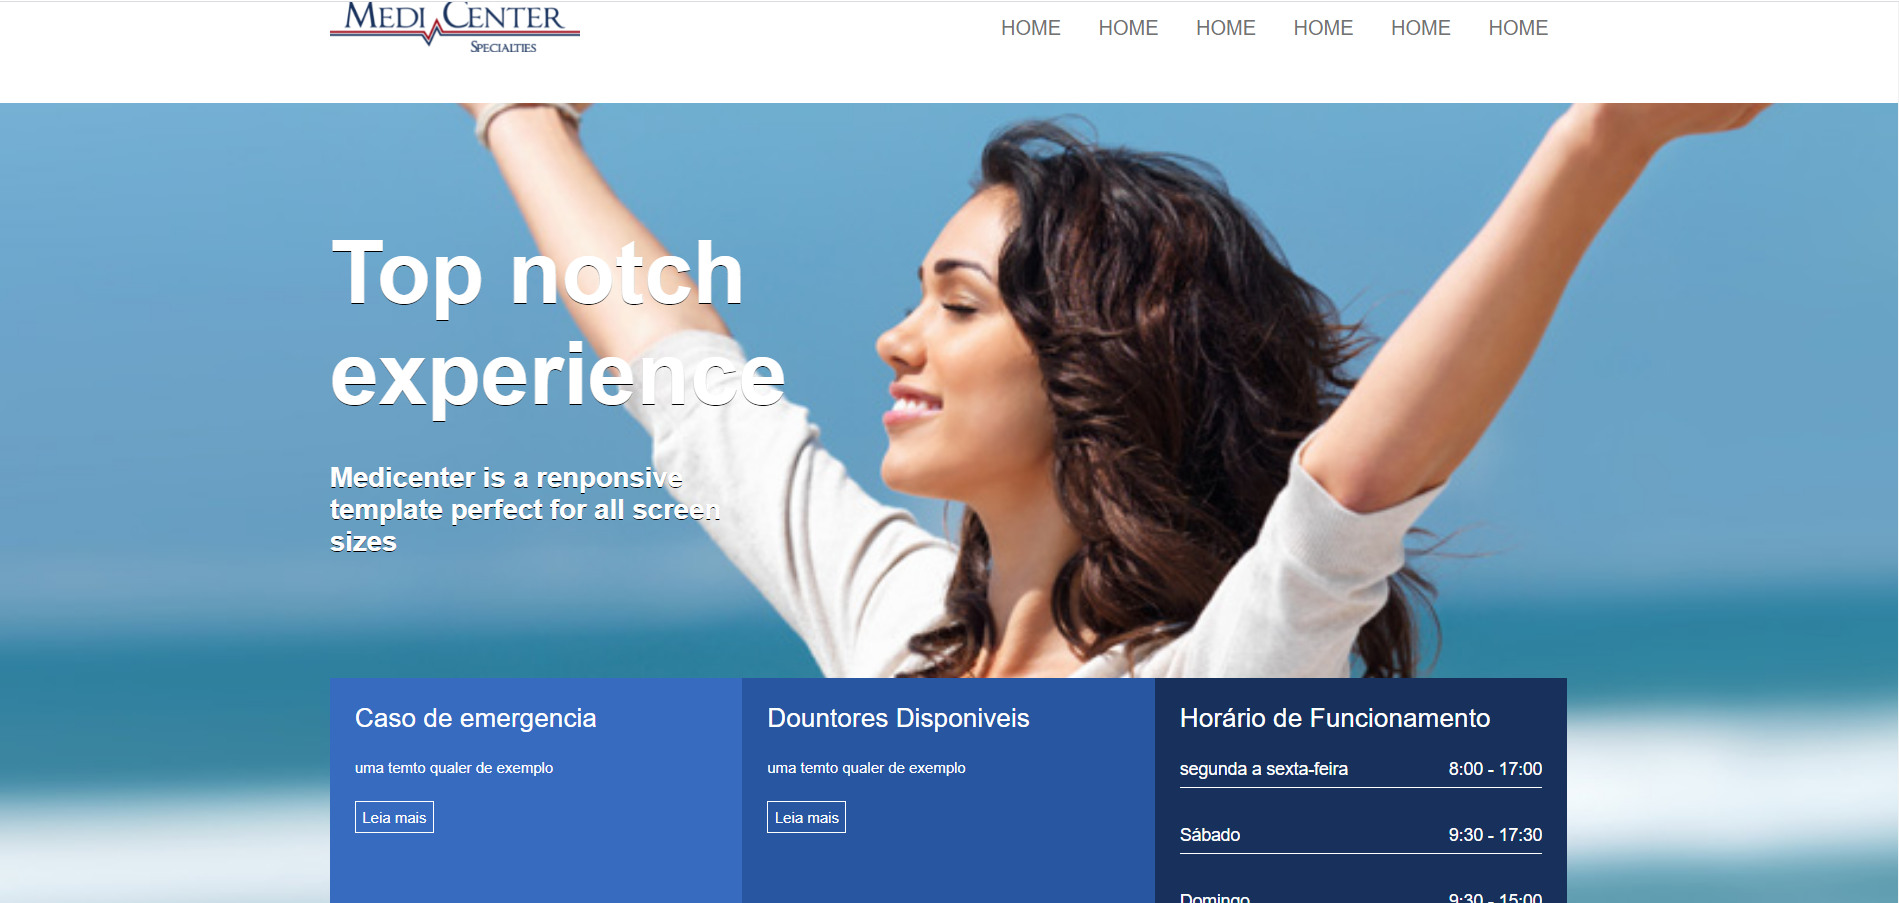 MEDICENTER
SPECIALTIES
HOME HOME HOME HOME HOME HOME
Top notch
experience
Medicenter is a renponsive
template perfect for all screen
sizes
Caso de emergencia
uma temto qualer de exemplo
Leia mais
Dountores Disponiveis
uma temto qualer de exemplo
Leia mais
Horário de Funcionamento
segunda a sexta-feira 8:00 - 17:00
Sábado 9:30 - 17:30
Domingo 9:30 - 15:00